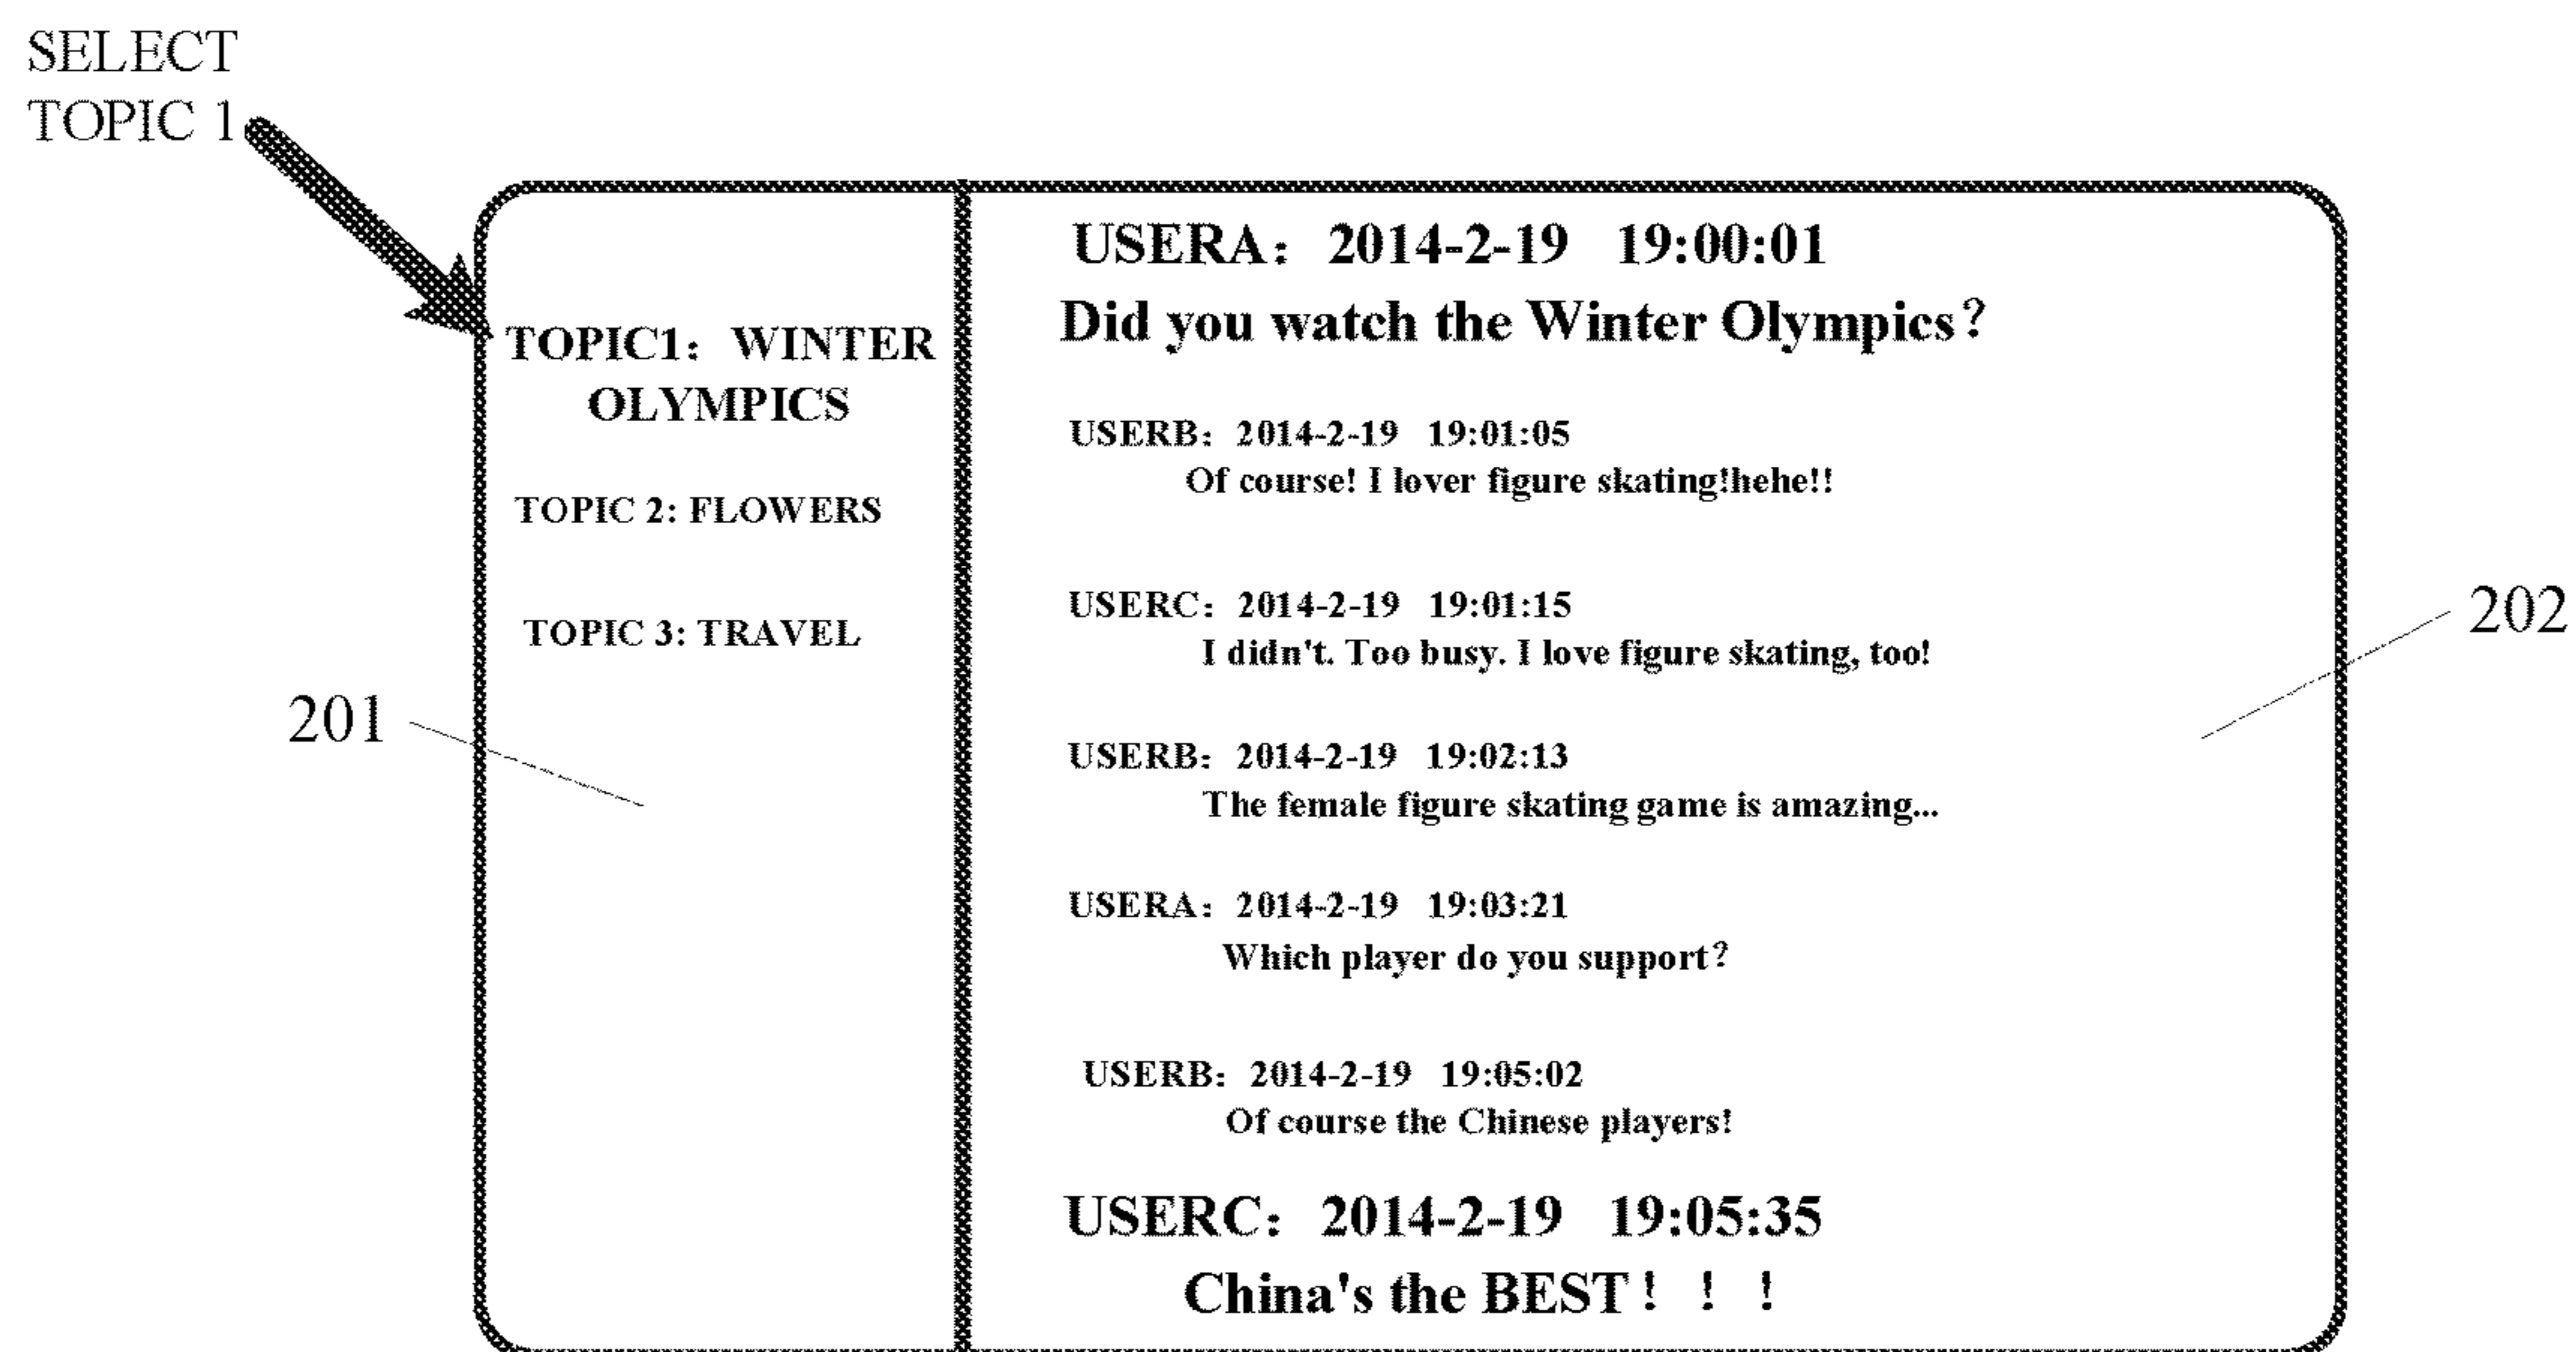 SELECT
TOPIC 1
TOPIC1：WINTER
OLYMPICS
TOPIC 2: FLOWERS
TOPIC 3: TRAVEL
201
USERA：2014-2-19 19:00:01
Did you watch the Winter Olympics？
USERB：2014-2-19 19:01:05
Of course! I lover figure skating!hehe!!
USERC：2014-2-19 19:01:15
I didn't. Too busy. I love figure skating, too!
USERB：2014-2-19 19:02:13
The female figure skating game is amazing...
USERA：2014-2-19 19:03:21
Which player do you support？
USERB：2014-2-19 19:05:02
Of course the Chinese players!
USERC：2014-2-19 19:05:35
China's the BEST！！！
202